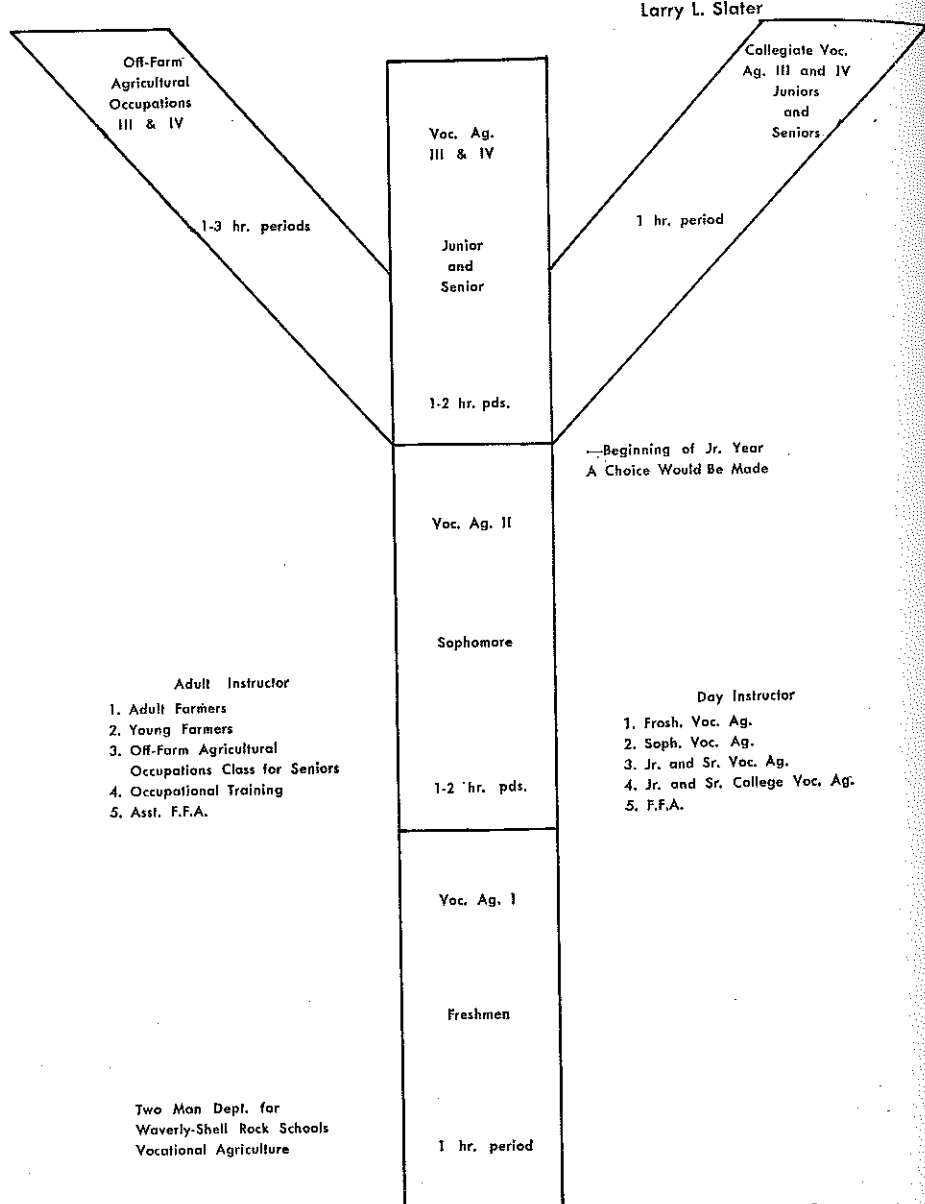 Larry L. Slater
Off-Farm
Agricultural
Occupations
III & IV
1-3 hr. periods
Voc. Ag.
III & IV
Junior
and
Senior
1-2 hr. pds.
Collegiate Voc.
Ag. III and IV
Juniors
and
Seniors
1 hr. period
←Beginning of Jr. Year
A Choice Would Be Made
Voc. Ag. II
Sophomore
1-2 hr. pds.
Adult Instructor
1. Adult Farmers
2. Young Farmers
3. Off-Farm Agricultural
Occupations Class for Seniors
4. Occupational Training
5. Asst. F.F.A.
Day Instructor
1. Frosh. Voc. Ag.
2. Soph. Voc. Ag.
3. Jr. and Sr. Voc. Ag.
4. Jr. and Sr. College Voc. Ag.
5. F.F.A.
Voc. Ag. I
Freshmen
1 hr. period
Two Man Dept. for
Waverly-Shell Rock Schools
Vocational Agriculture